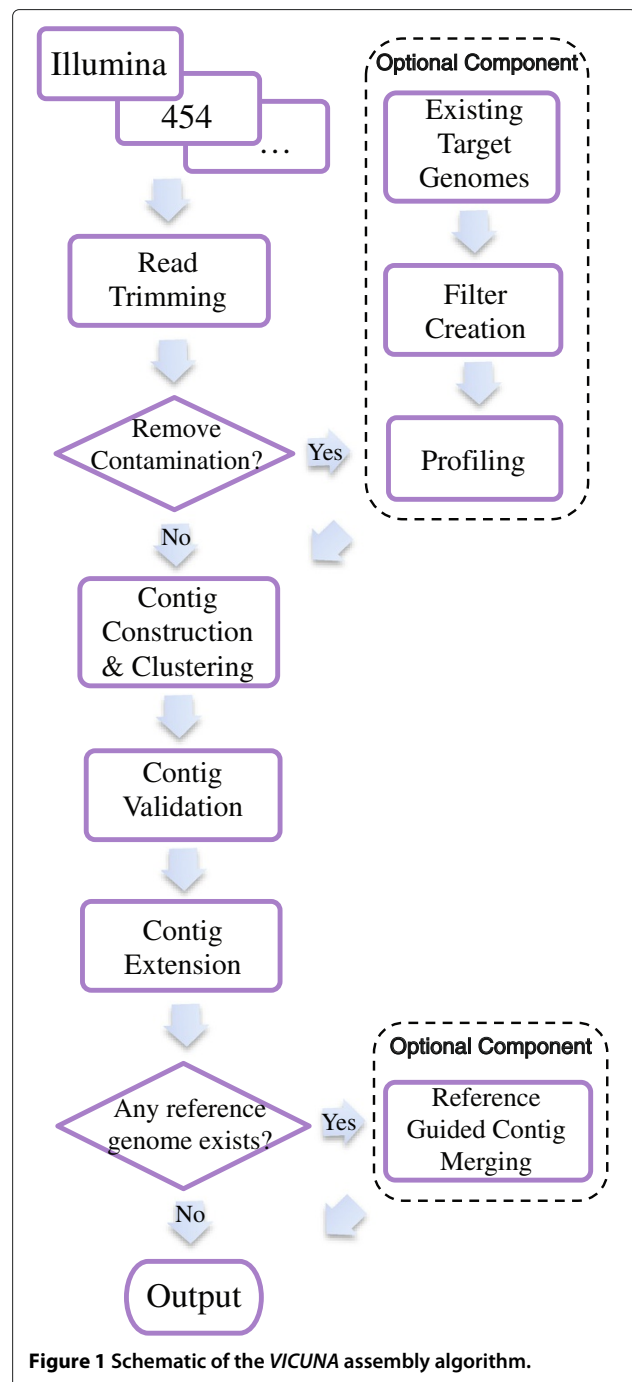 Illumina
454
...
Read
Trimming
Remove
Contamination?
Yes
No
Optional Component
Existing
Target
Genomes
Filter
Creation
Profiling
Contig
Construction
& Clustering
Contig
Validation
Contig
Extension
Any reference
genome exists?
Yes
No
Optional Component
Reference
Guided Contig
Merging
Output
Figure 1 Schematic of the VICUNA assembly algorithm.